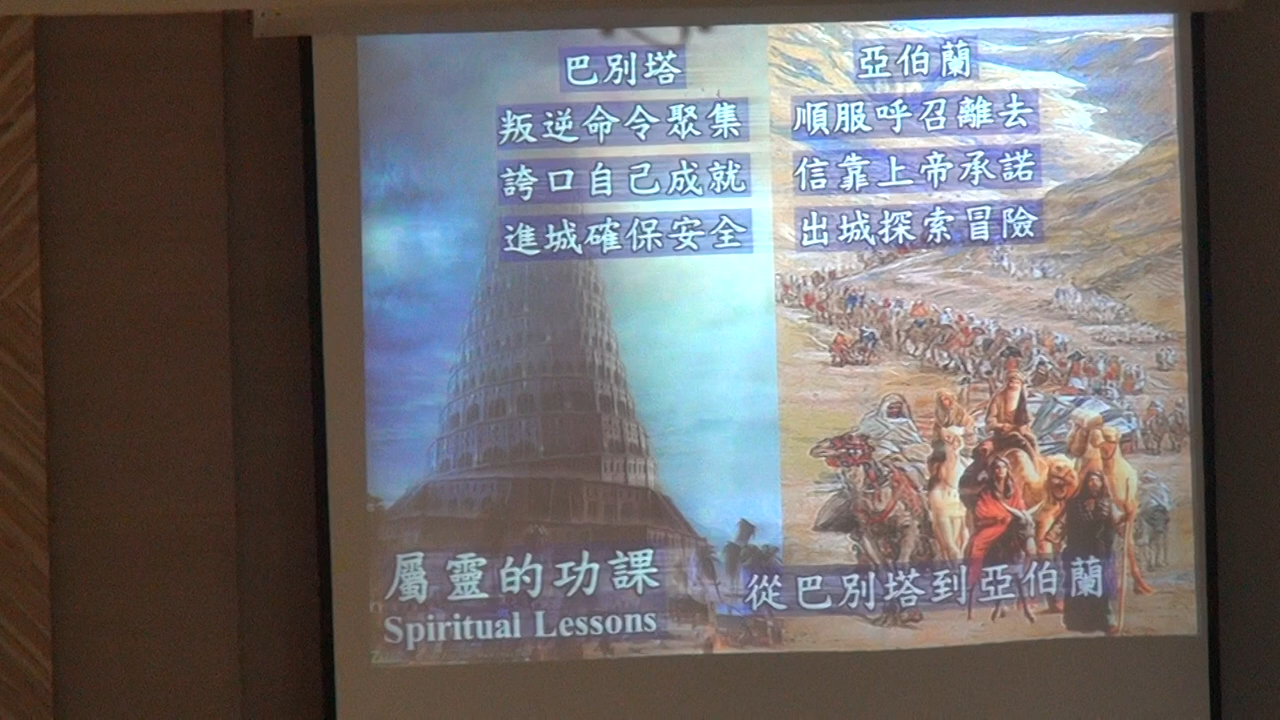 巴別塔
叛逆命令聚集
誇口自己成就
進城確保安全
亞伯蘭
順服呼召離去
信靠上帝承諾
出城探索冒險
屬靈的功課
Spiritual Lessons
從巴別塔到亞伯蘭